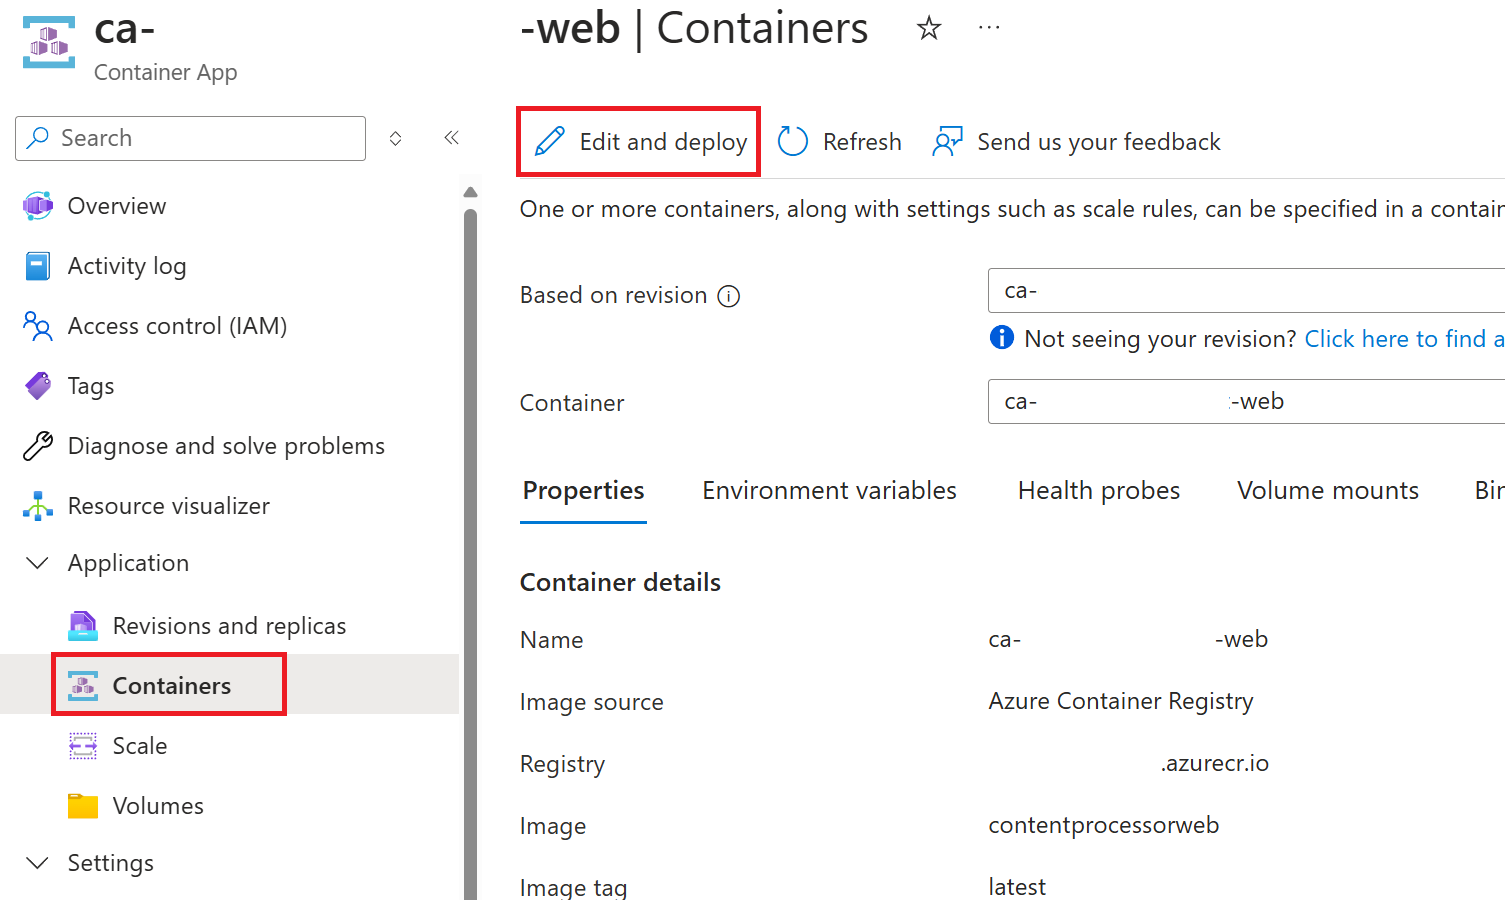 ca-
Container App
-web | Containers
Search
Edit and deploy
Refresh
Send us your feedback
Overview
Activity log
Access control (IAM)
Tags
Diagnose and solve problems
Resource visualizer
Application
Revisions and replicas
Containers
Scale
Volumes
Settings
One or more containers, along with settings such as scale rules, can be specified in a contain
Based on revision
ca-
Not seeing your revision? Click here to find a
Container
ca- -web
Properties Environment variables Health probes Volume mounts Bin
Container details
Name ca- -web
Image source Azure Container Registry
Registry .azurecr.io
Image contentprocessorweb
Image tag latest